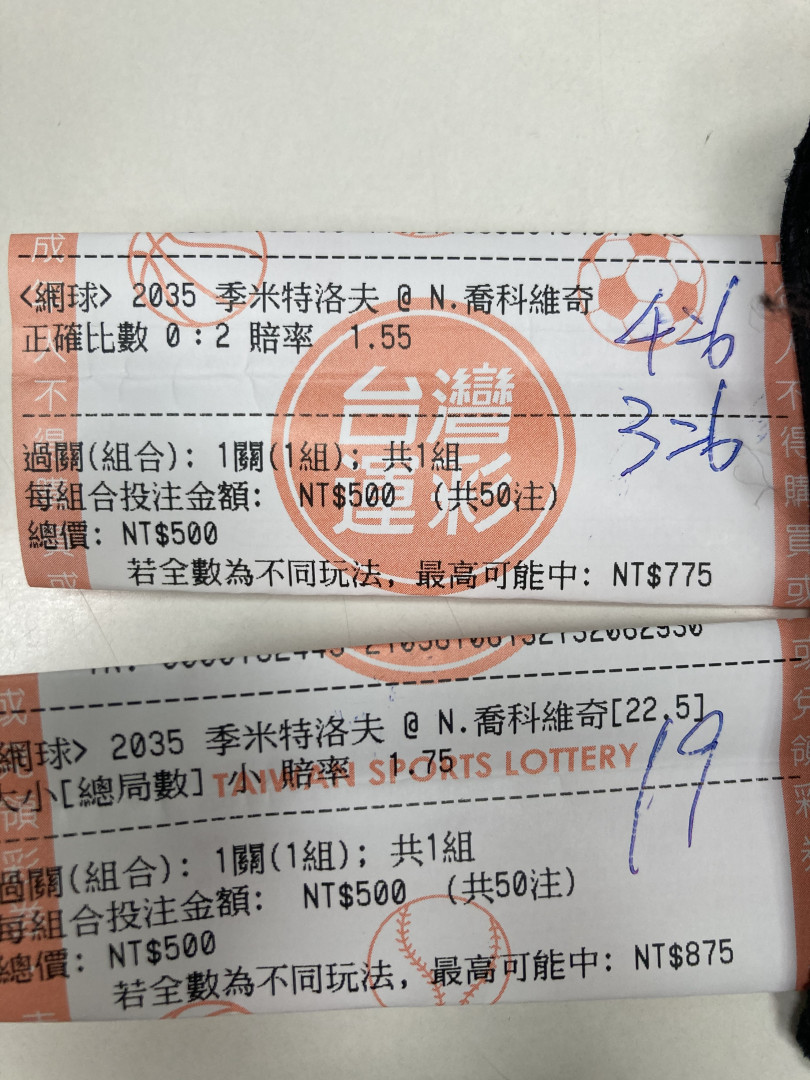 <網球> 2035 季米特洛夫 @ N.喬科維奇
正確比數 0:2 賠率 1.55
4=6
3=6
台灣
運彩
過關(組合): 1關(1組); 共1組
每組合投注金額: NT$500 (共50注)
總價: NT$500
若全數為不同玩法, 最高可能中: NT$775
網球> 2035 季米特洛夫 @ N.喬科維奇[22.5]
大小[總局數] 小 賠率 1.75
TAIWAN SPORTS LOTTERY
19
過關(組合): 1關(1組); 共1組
每組合投注金額: NT$500 (共50注)
總價: NT$500
若全數為不同玩法, 最高可能中: NT$875